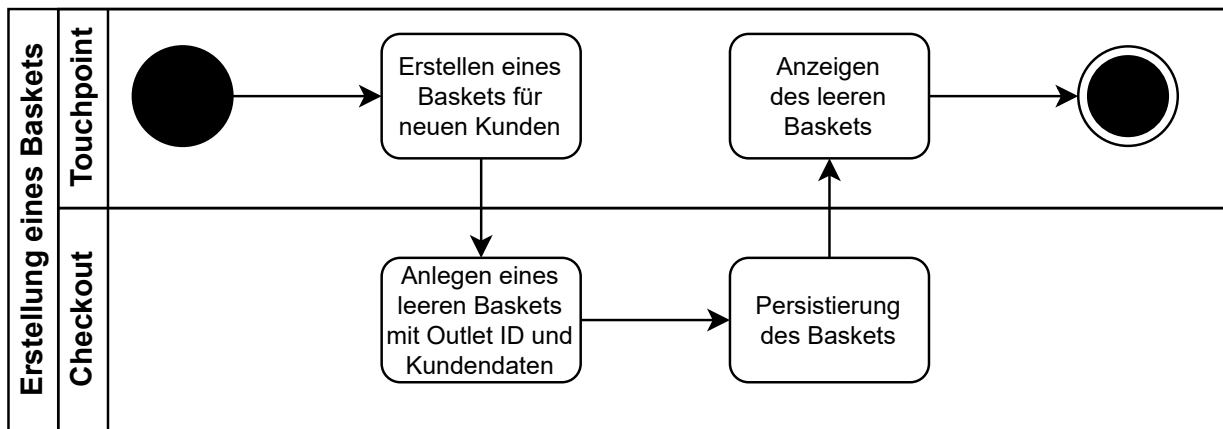 Erstellung eines Baskets
Touchpoint
Erstellen eines
Baskets für
neuen Kunden
Anzeigen
des leeren
Baskets
Checkout
Anlegen eines
leeren Baskets
mit Outlet ID und
Kundendaten
Persistierung
des Baskets